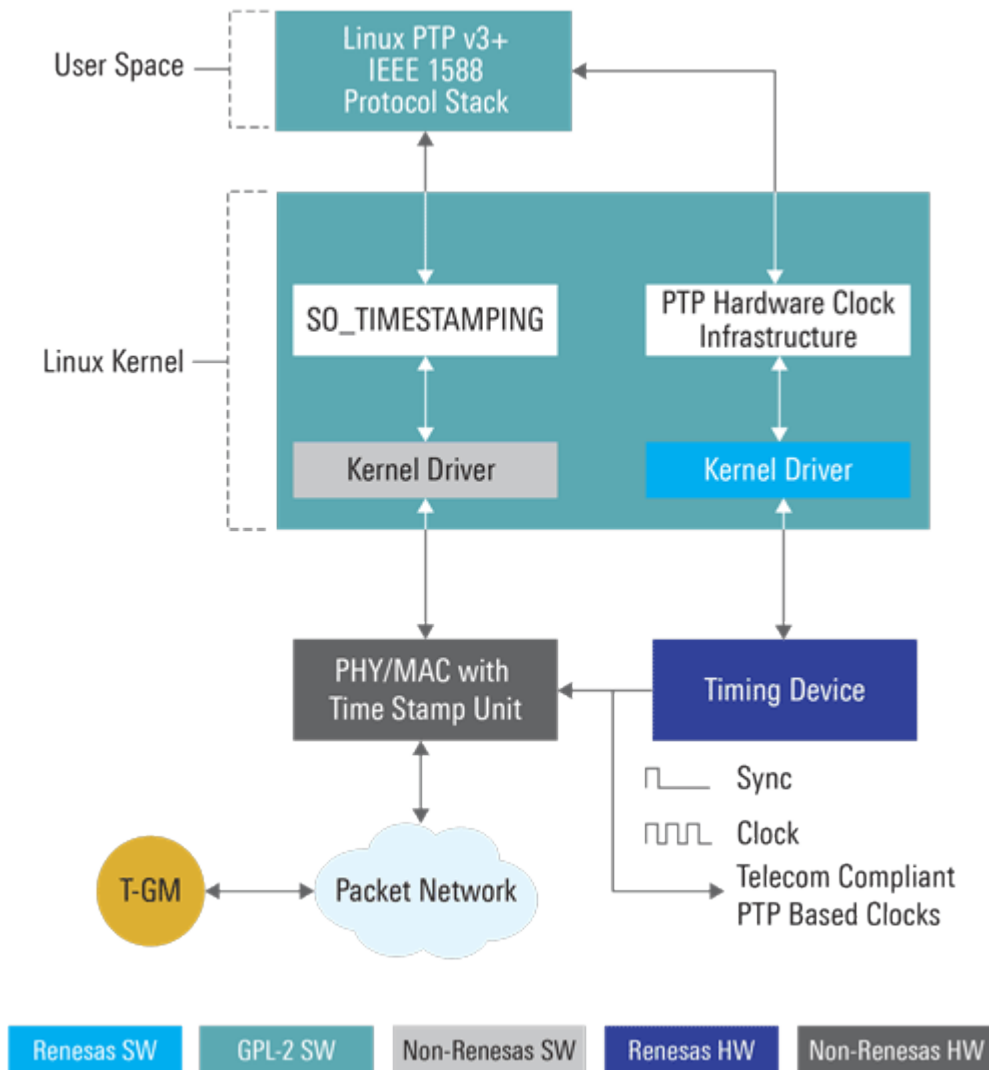 User Space
Linux PTP v3+
IEEE 1588
Protocol Stack
Linux Kernel
SO_TIMESTAMPING
PTP Hardware Clock
Infrastructure
Kernel Driver
Kernel Driver
PHY/MAC with
Time Stamp Unit
Timing Device
Sync
Clock
Telecom Compliant
PTP Based Clocks
T-GM
Packet Network
Renesas SW
GPL-2 SW
Non-Renesas SW
Renesas HW
Non-Renesas HW